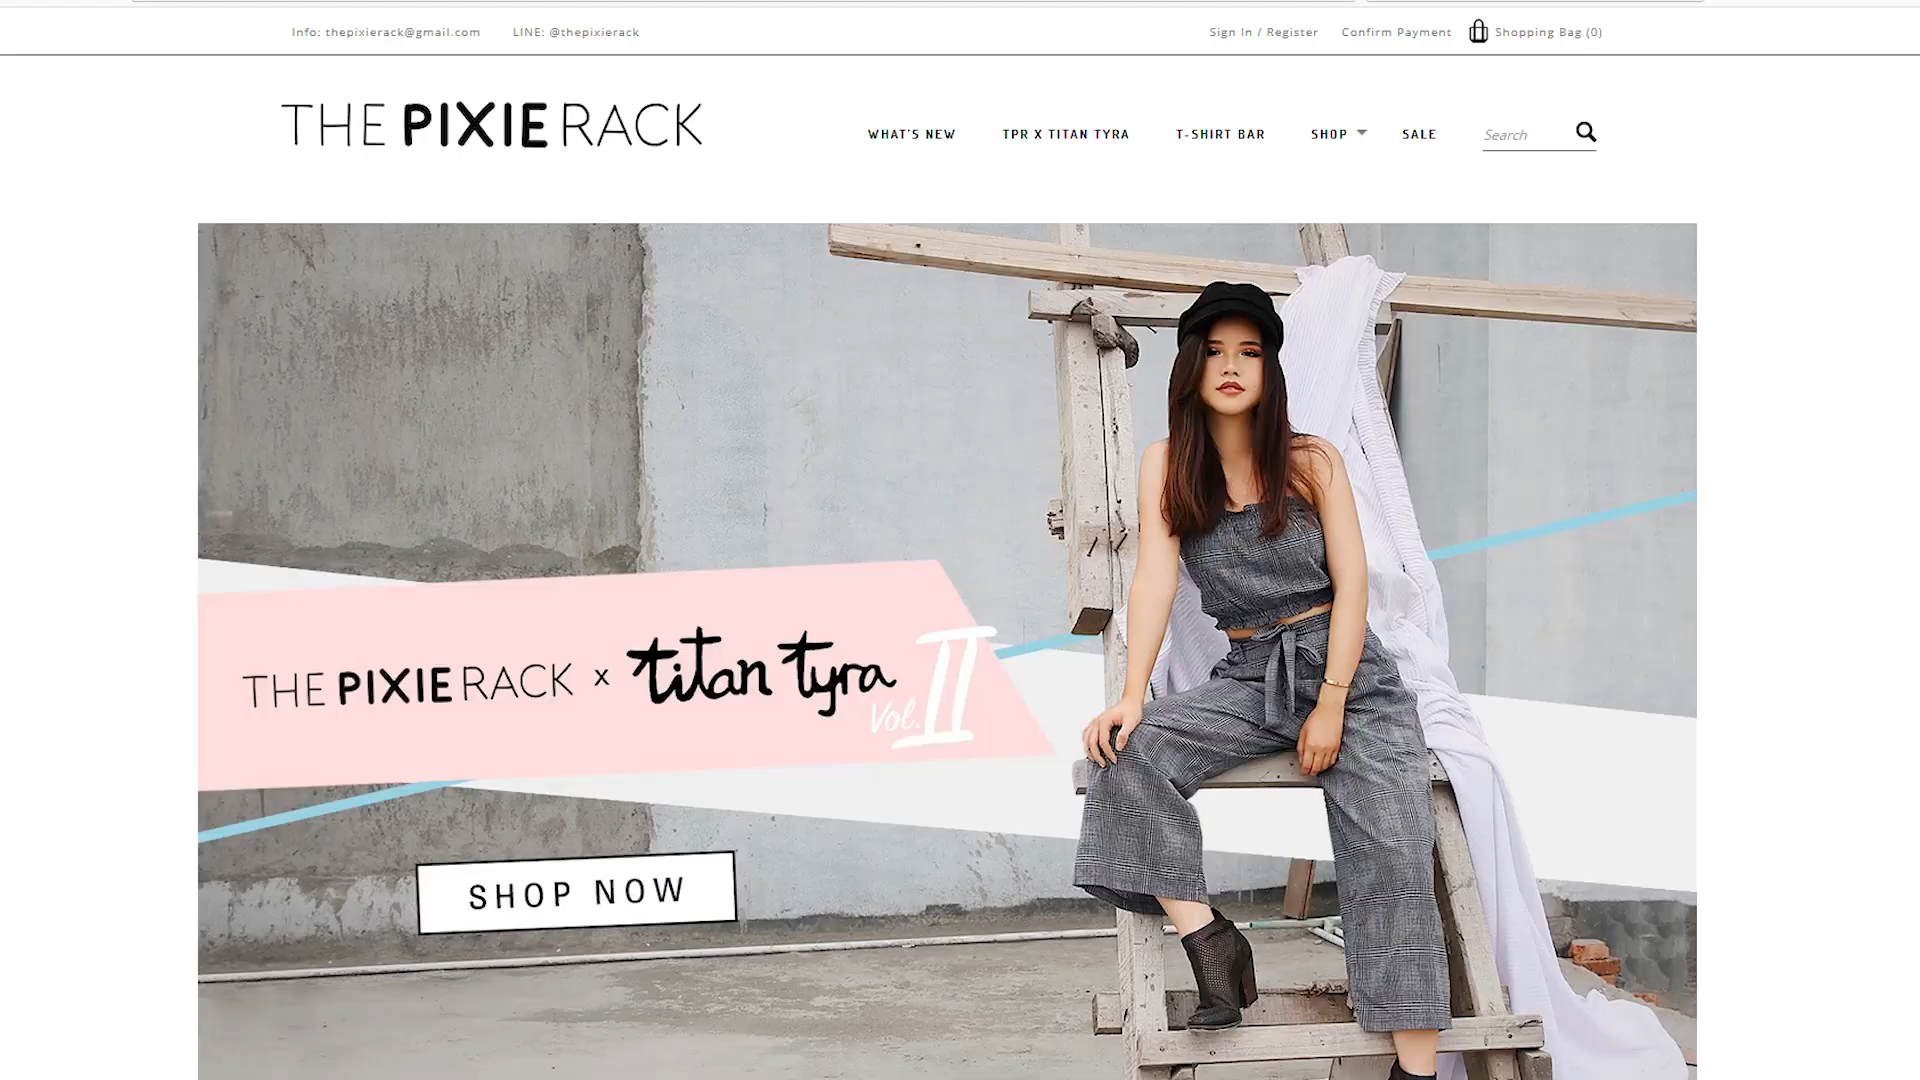 Info: thepixierack@gmail.com LINE: @thepixierack Sign In / Register Confirm Payment Shopping Bag (0)
THE PIXIE RACK
WHAT'S NEW TPR X TITAN TYRA T-SHIRT BAR SHOP SALE Search
THE PIXIE RACK x titan tyra
Vol. II
SHOP NOW